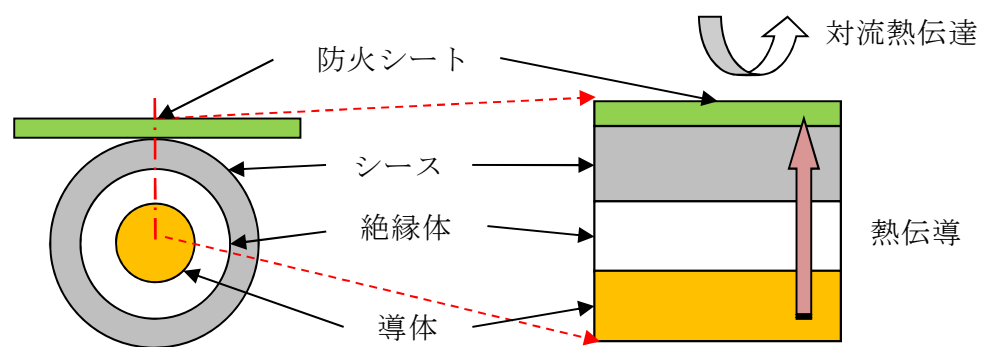 対流熱伝達
防火シート
シース
絶縁体
熱伝導
導体